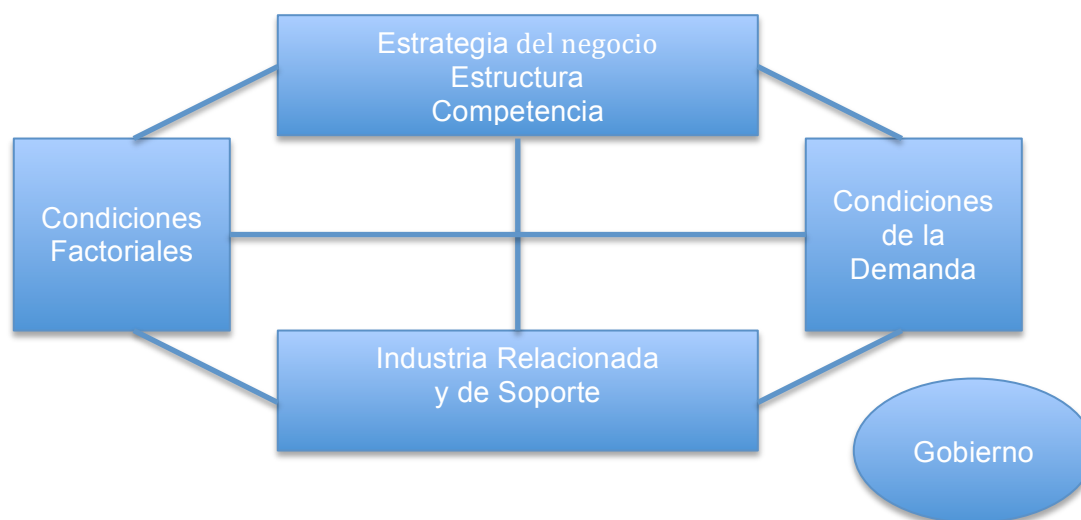 Estrategia del negocio
Estructura
Competencia
Condiciones
Factoriales
Condiciones
de la
Demanda
Industria Relacionada
y de Soporte
Gobierno